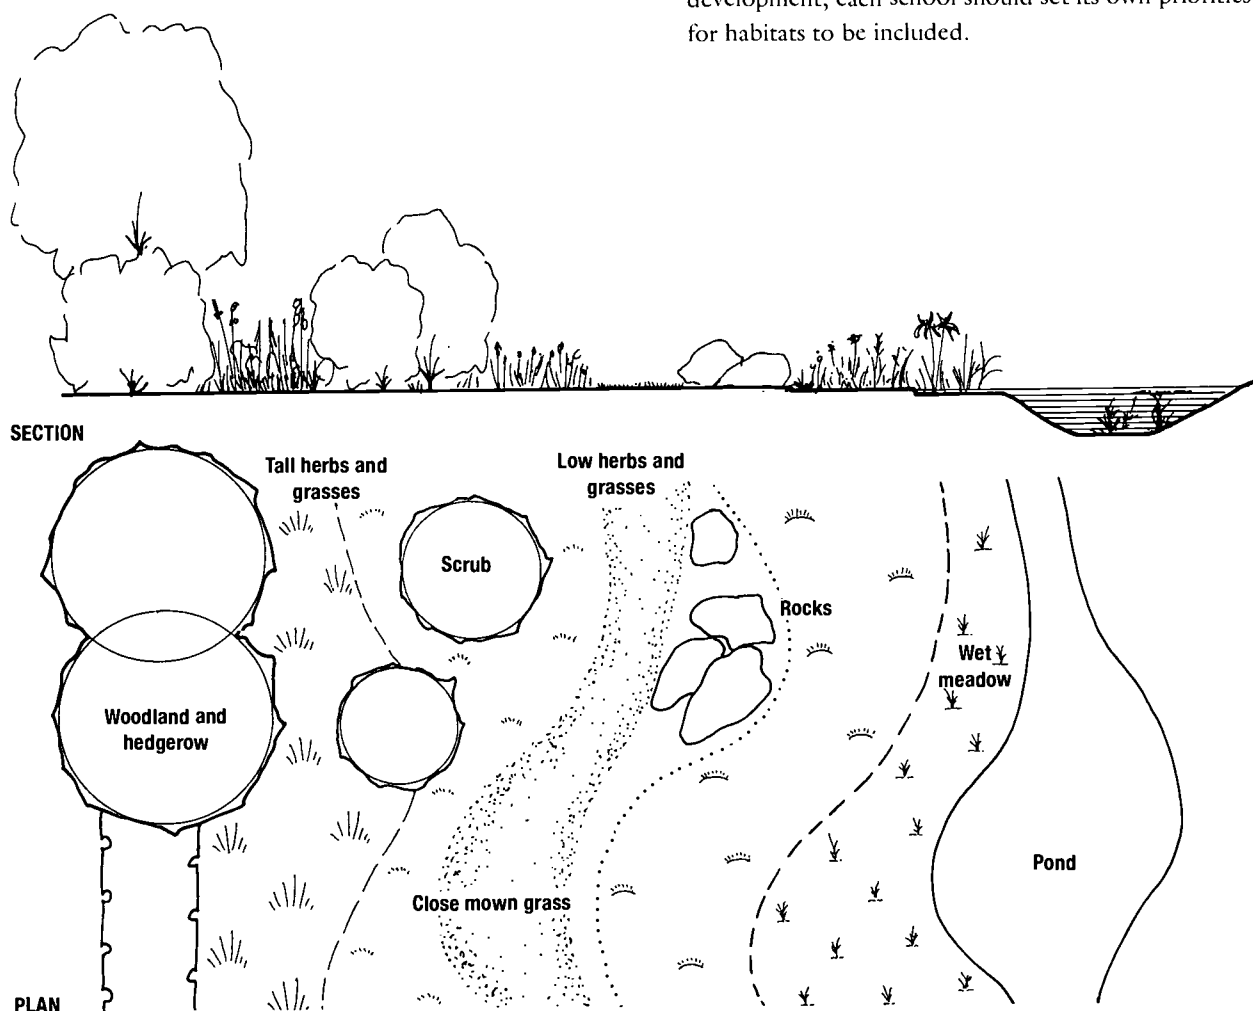 development, each school should set its own priorities
for habitats to be included.
SECTION
Tall herbs and
grasses
Low herbs and
grasses
Scrub
Rocks
Wet
meadow
Woodland and
hedgerow
Pond
Close mown grass
PLAN